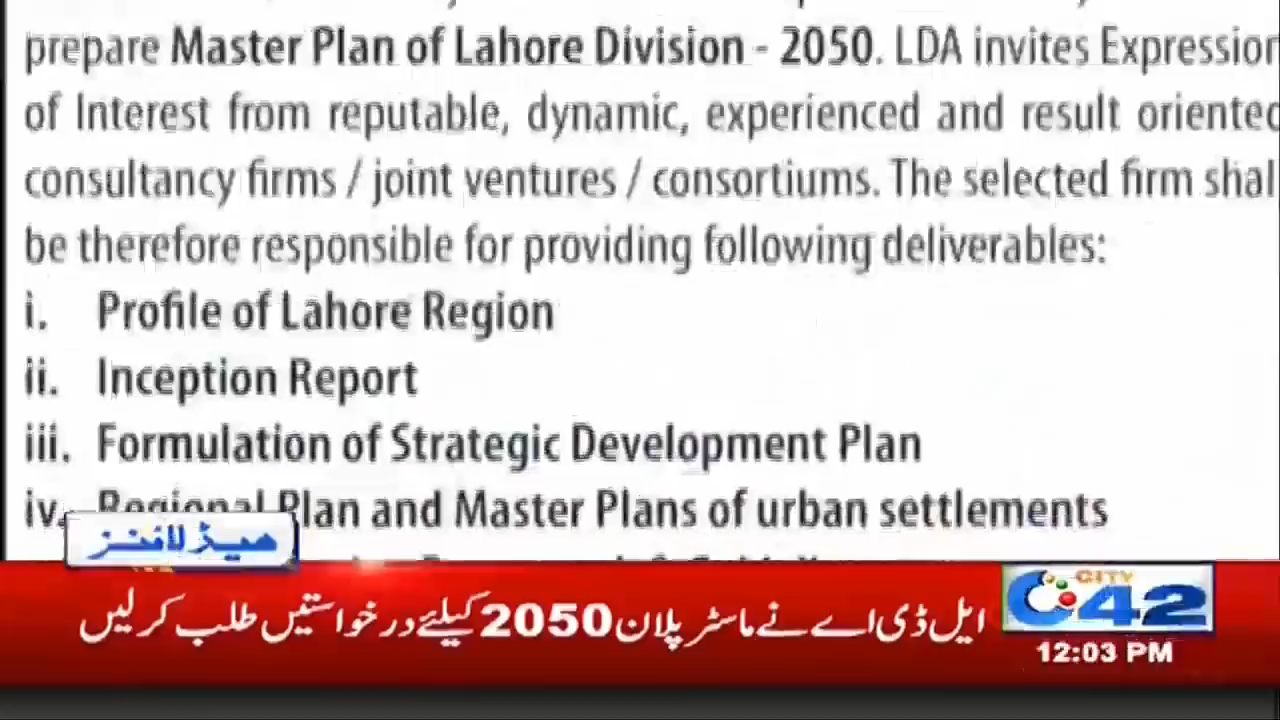 prepare Master Plan of Lahore Division - 2050. LDA invites Expression
of Interest from reputable, dynamic, experienced and result oriented
consultancy firms / joint ventures / consortiums. The selected firm shal
be therefore responsible for providing following deliverables:
i. Profile of Lahore Region
ii. Inception Report
iii. Formulation of Strategic Development Plan
iv. Regional Plan and Master Plans of urban settlements
ہیڈ لائنز
ایل ڈی اے نے ماسٹر پلان 2050 کیلئے درخواستیں طلب کر لیں
CITY
42
12:03 PM